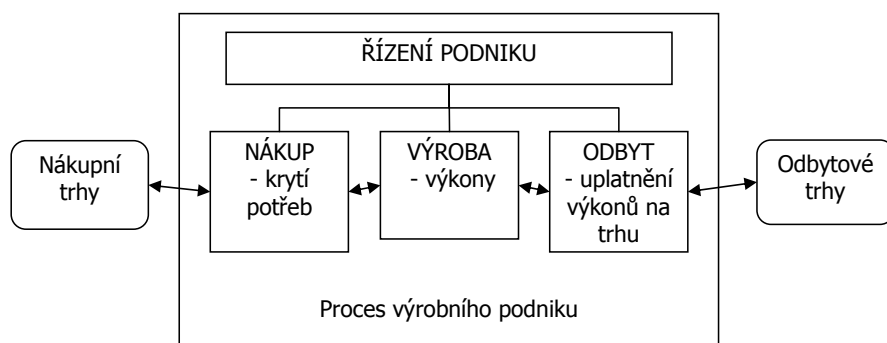 ŘÍZENÍ PODNIKU
Nákupní
trhy
NÁKUP
- krytí
potřeb
VÝROBA
- výkony
ODBYT
- uplatnění
výkonů na
trhu
Odbytové
trhy
Proces výrobního podniku